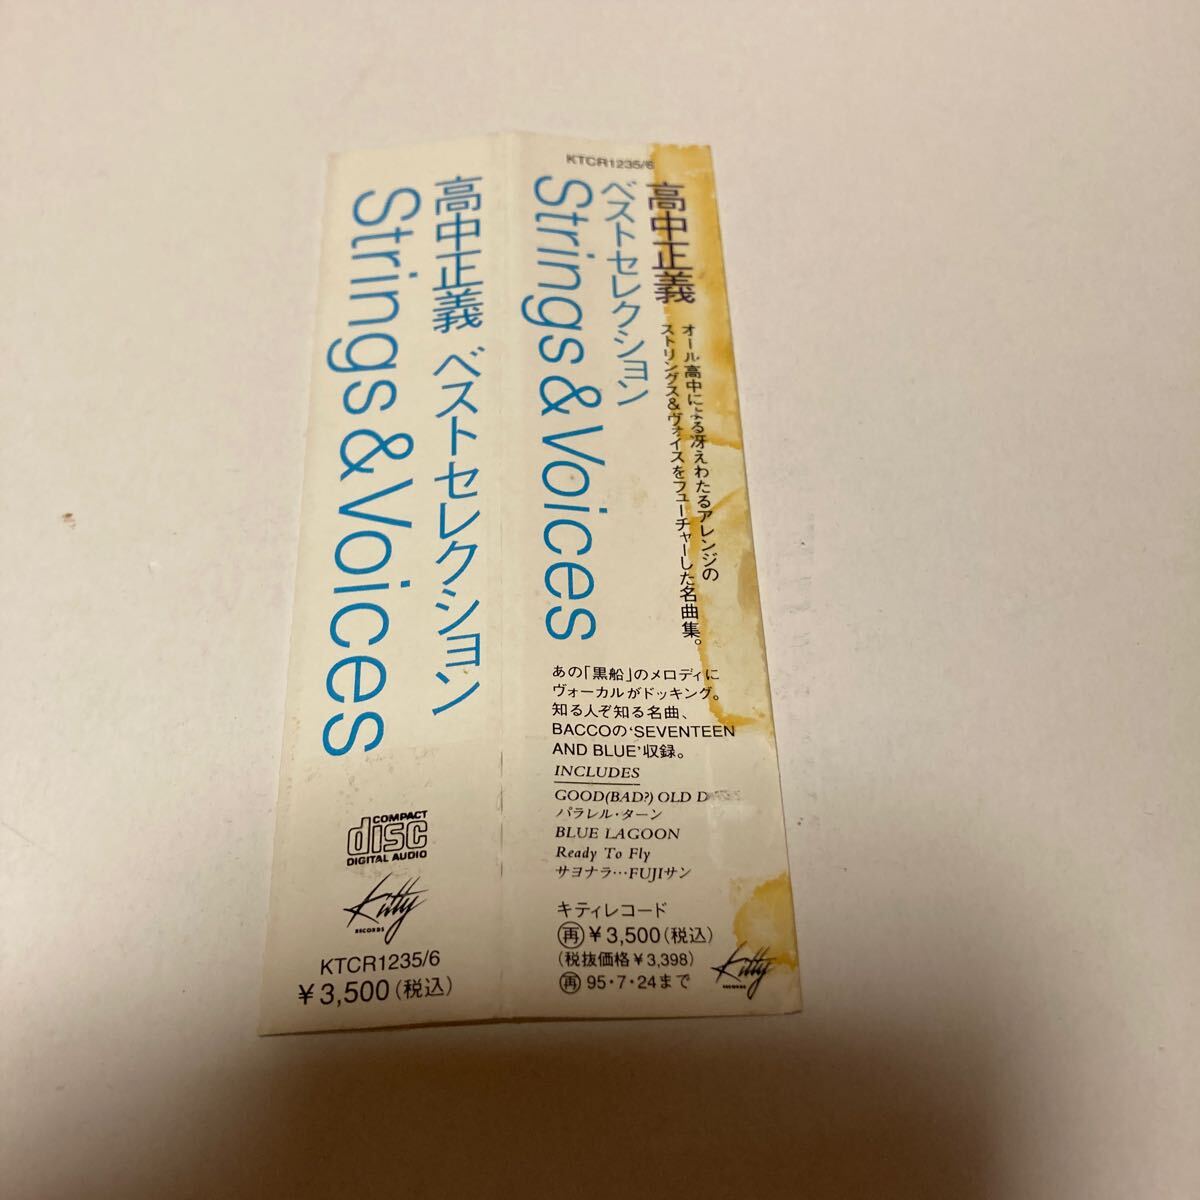 高中正義 ベストセレクション
Strings&Voices
COMPACT
disc
DIGITAL AUDIO
Kitty
RECORDS
KTCR1235/6
¥3,500(税込)
KTCR1235/6
高中正義
ベストセレクション
Strings&Voices
オール高中による冴えわたるアレンジの
ストリングス&ヴォイスをフューチャーした名曲集。
あの「黒船」のメロディに
ヴォーカルがドッキング。
知る人ぞ知る名曲、
BACCOの‘SEVENTEEN
AND BLUE’収録。
INCLUDES
GOOD(BAD?) OLD
パラレル・ターン
BLUE LAGOON
Ready To Fly
サヨナラ…FUJIサン
キティレコード
再 ¥3,500(税込)
(税抜価格¥3,398)
再 95・7・24まで
Kitty
RECORDS